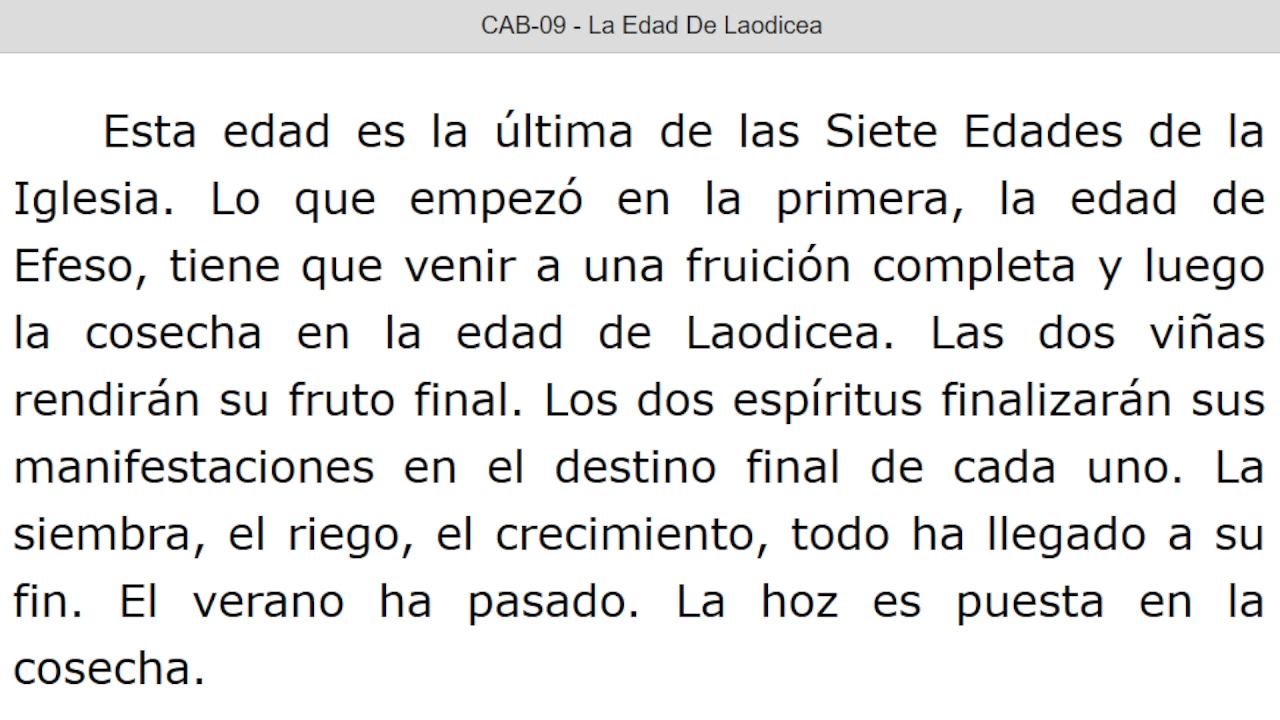 CAB-09 - La Edad De Laodicea
Esta edad es la última de las Siete Edades de la
Iglesia. Lo que empezó en la primera, la edad de
Efeso, tiene que venir a una fruición completa y luego
la cosecha en la edad de Laodicea. Las dos viñas
rendirán su fruto final. Los dos espíritus finalizarán sus
manifestaciones en el destino final de cada uno. La
siembra, el riego, el crecimiento, todo ha llegado a su
fin. El verano ha pasado. La hoz es puesta en la
cosecha.